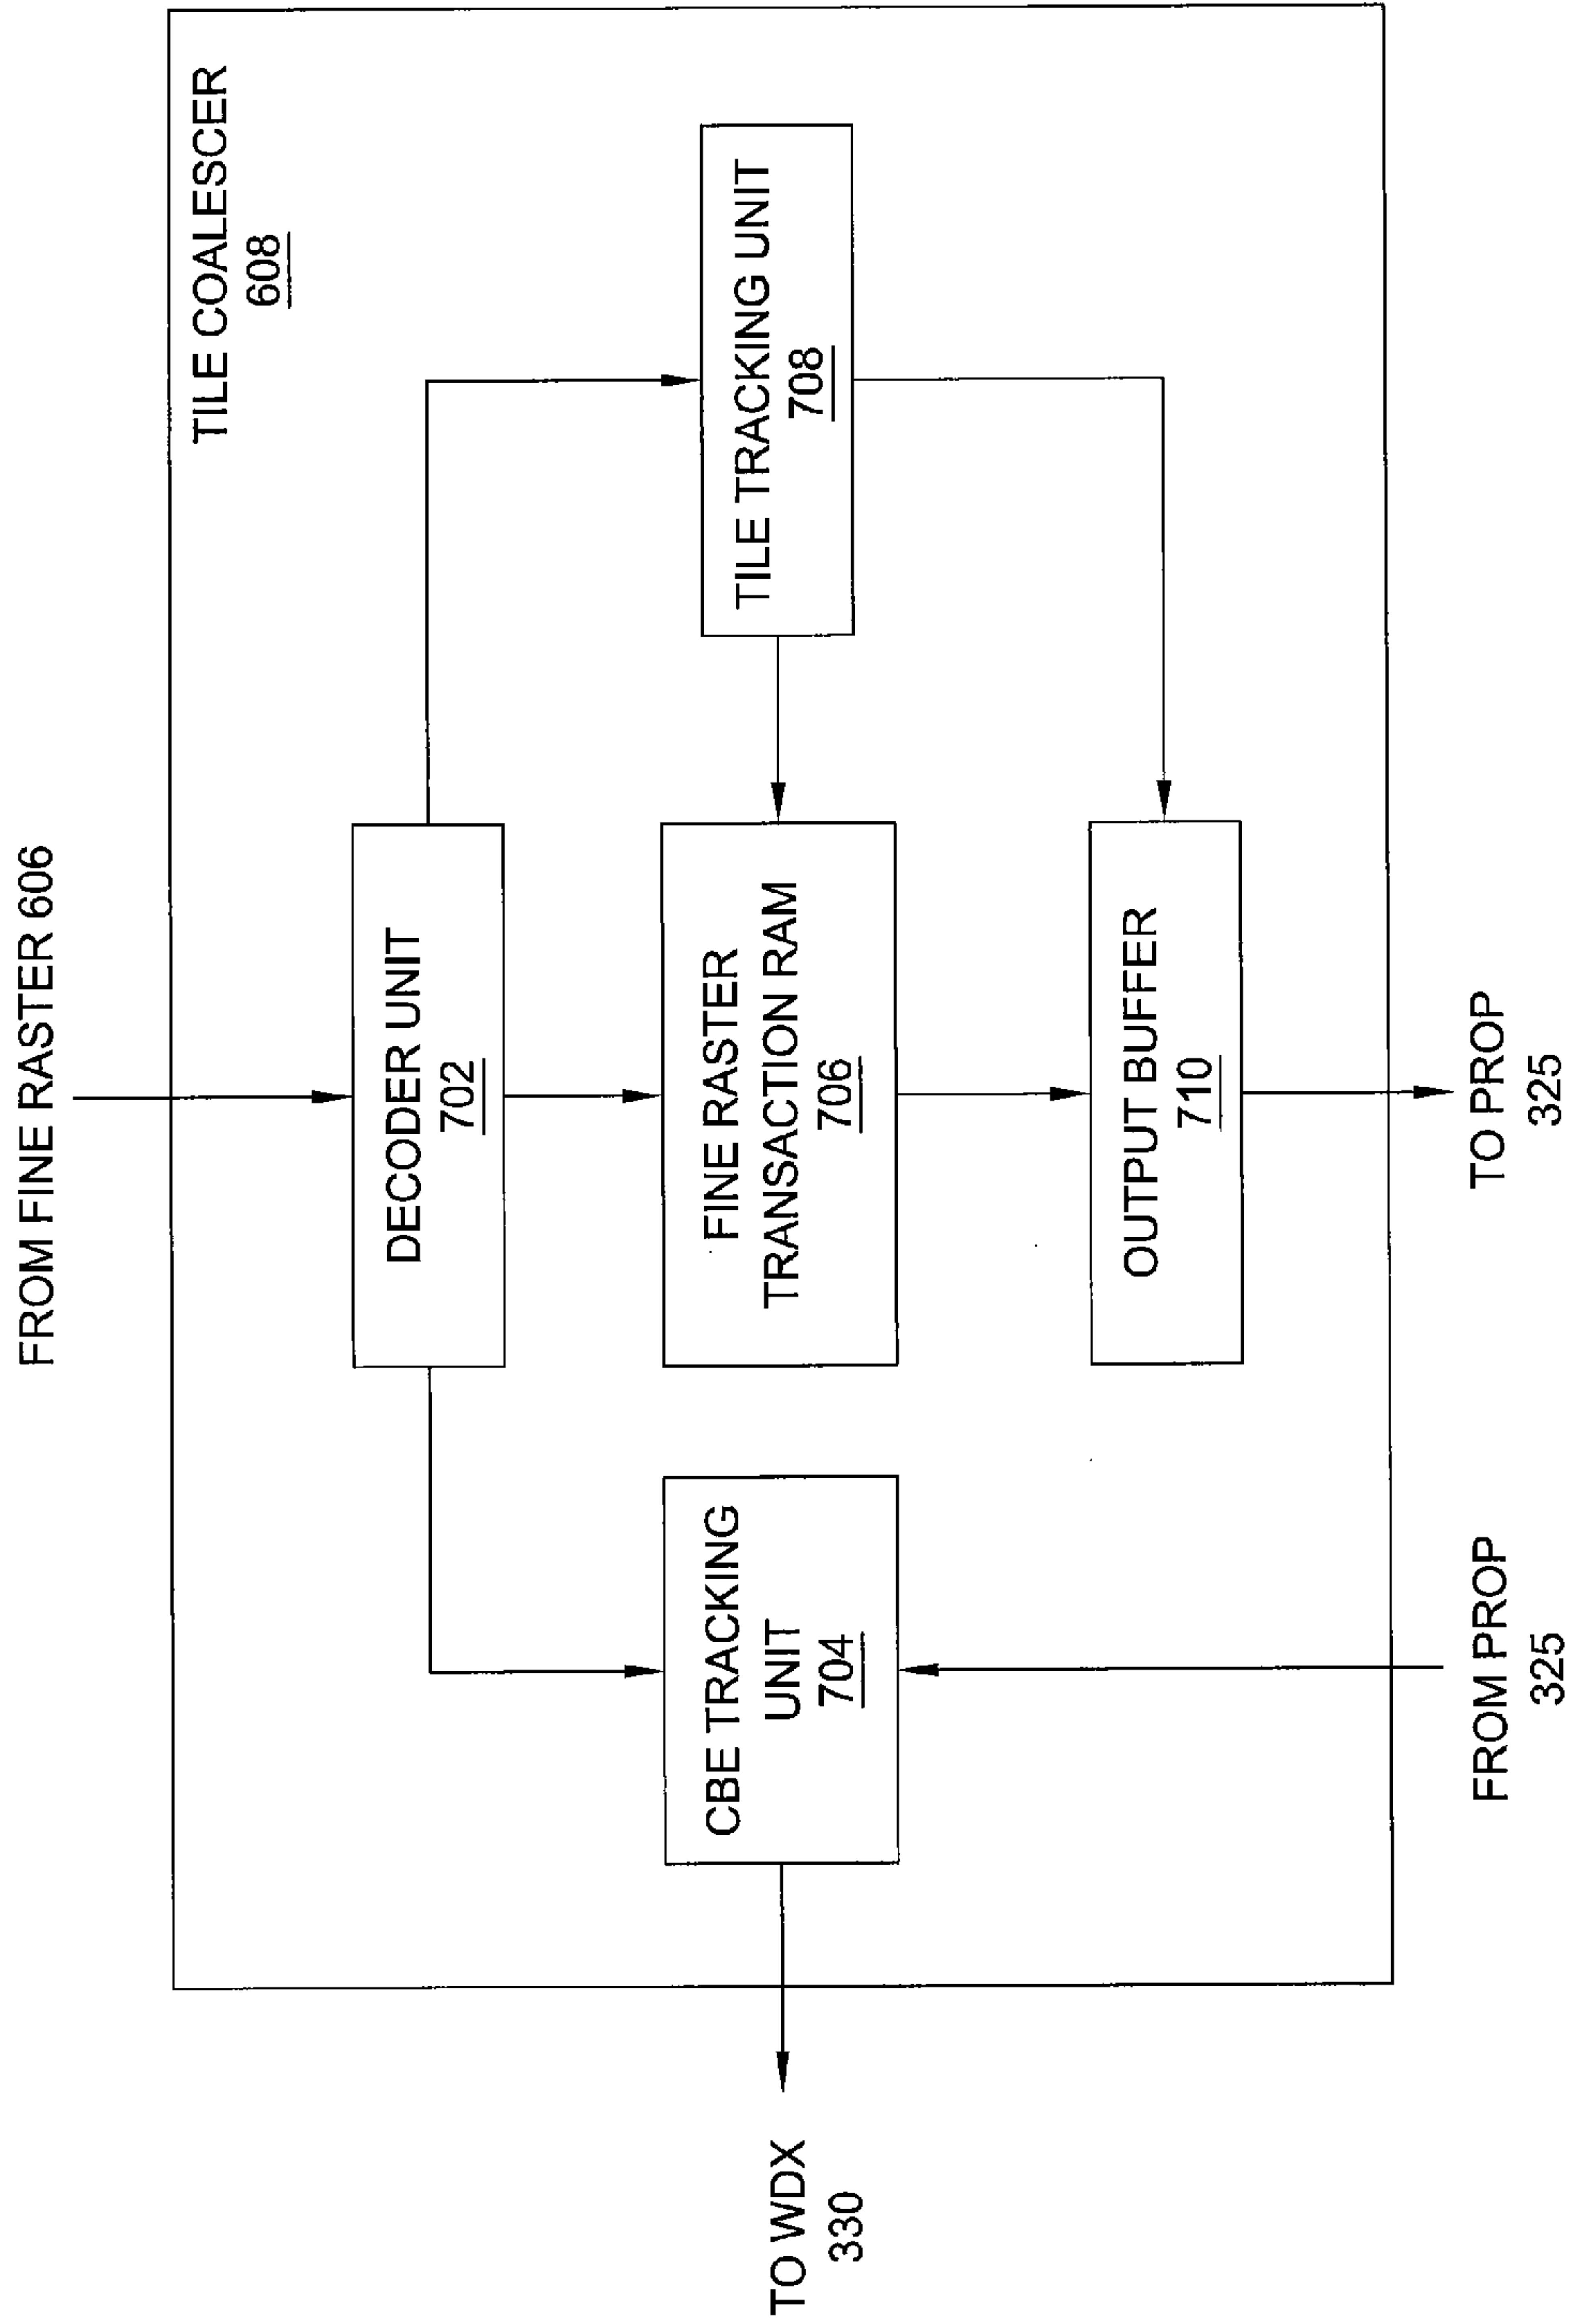 FROM FINE RASTER 606
TILE COALESCER
608
DECODER UNIT
702
CBE TRACKING
UNIT
704
FINE RASTER
TRANSACTION RAM
706
TILE TRACKING UNIT
708
OUTPUT BUFFER
710
TO WDX
330
FROM PROP
325
TO PROP
325